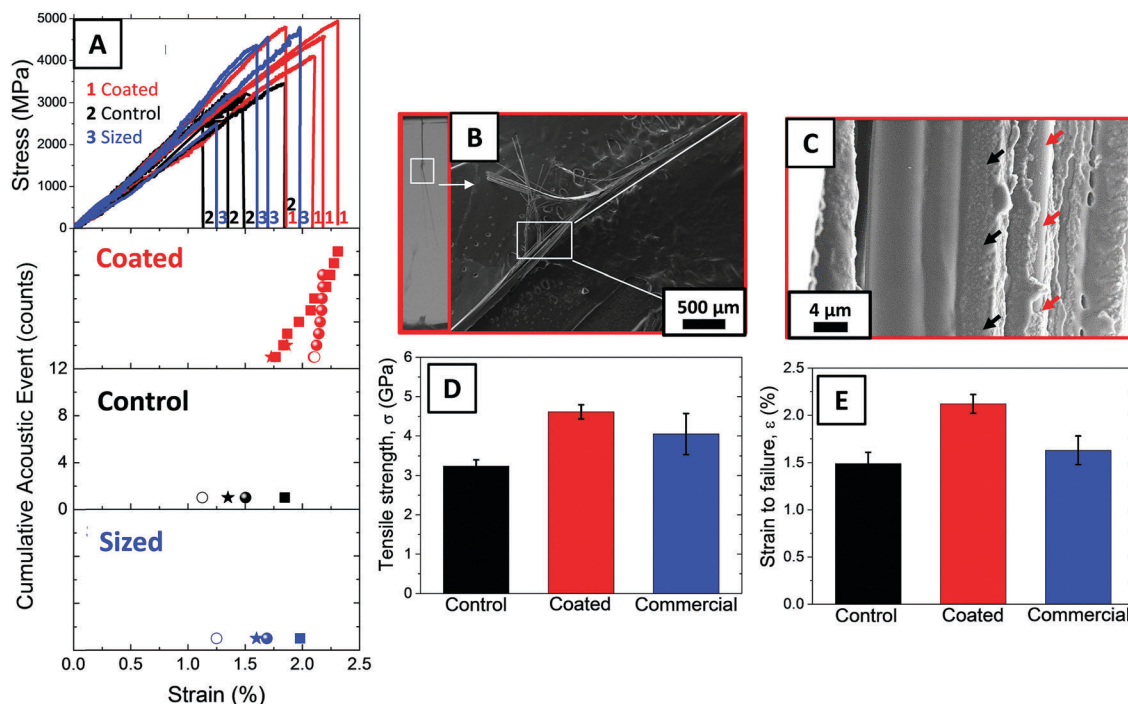 A
5000
4000
3000
2000
1000
0
Stress (MPa)
1 Coated
2 Control
3 Sized
2 3 2 2 3 3 2 1 3 1 1 1
Coated
12
Control
8
4
0
Sized
Cumulative Acoustic Event (counts)
0.0 0.5 1.0 1.5 2.0 2.5
Strain (%)
B
500 µm
C
4 µm
D
6
5
4
3
2
1
0
Tensile strength, σ (GPa)
Control Coated Commercial
E
2.5
2.0
1.5
1.0
0.5
0.0
Strain to failure, ε (%)
Control Coated Commercial